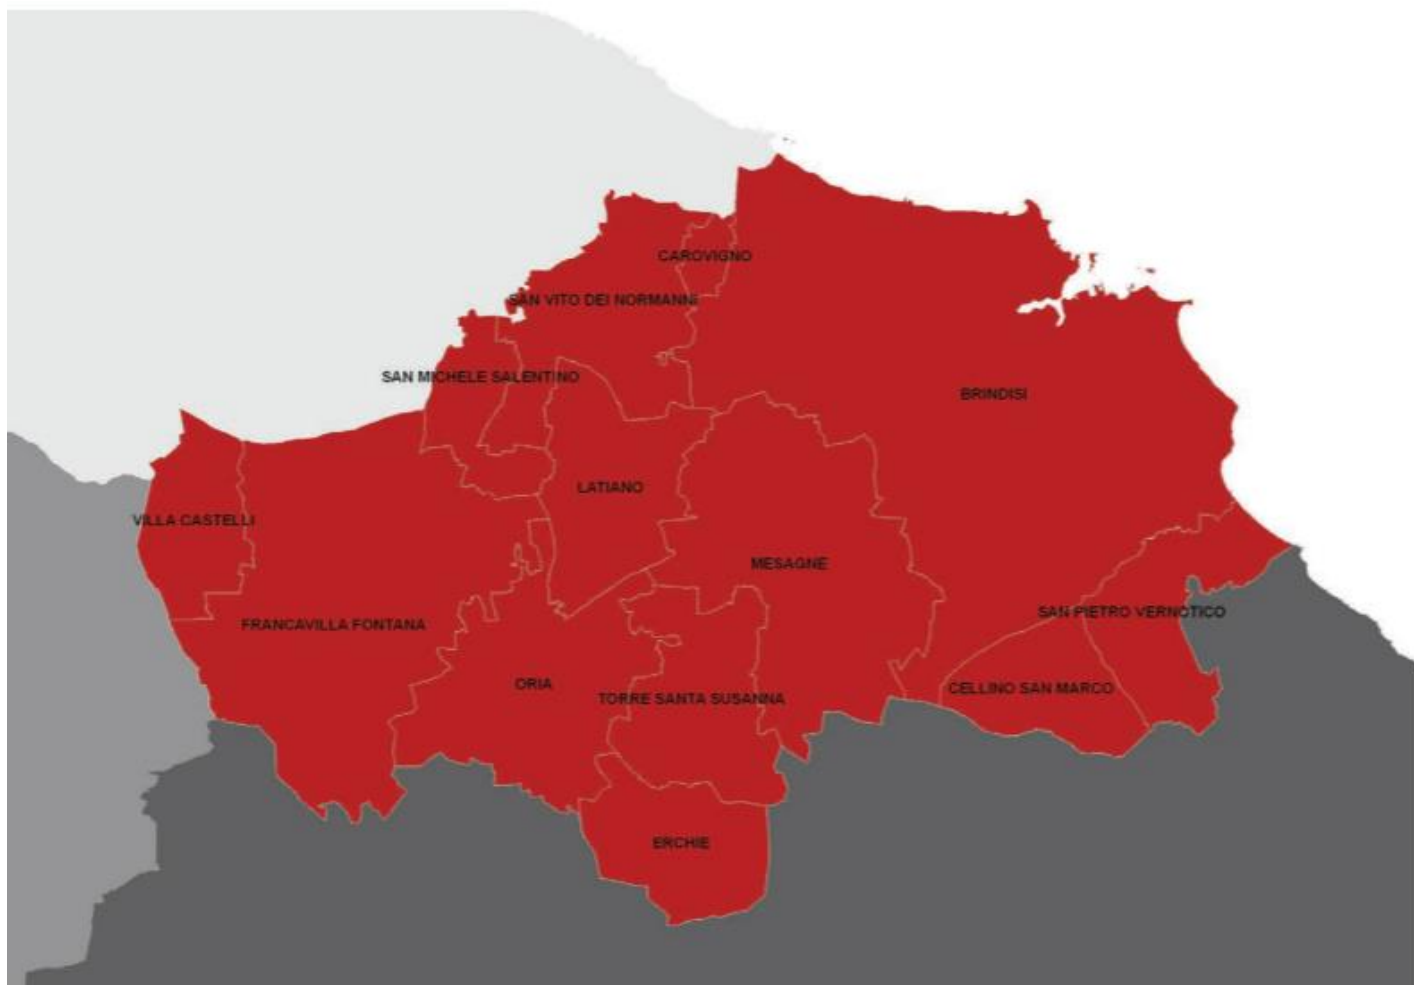 CAROVIGNO
SAN VITO DEI NORMANNI
SAN MICHELE SALENTINO
BRINDISI
LATIANO
VILLA CASTELLI
MESAGNE
SAN PIETRO VERNOTICO
FRANCAVILLA FONTANA
ORIA
CELLINO SAN MARCO
TORRE SANTA SUSANNA
ERCHIE